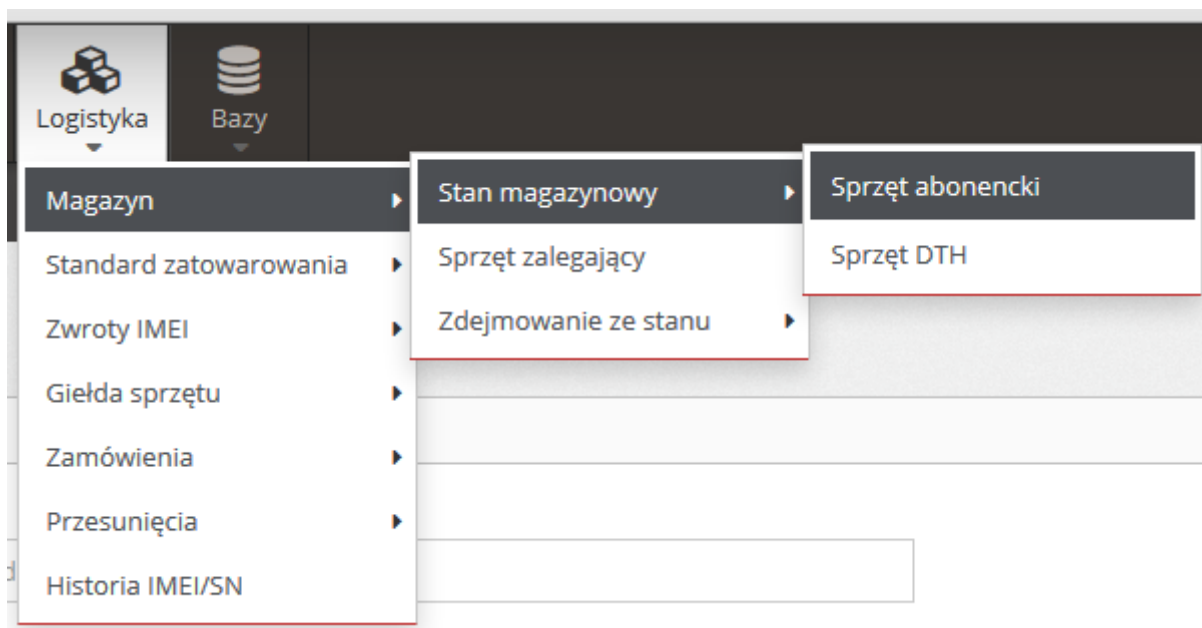 Logistyka
Bazy
Magazyn
Standard zatowarowania
Zwroty IMEI
Giełda sprzętu
Zamówienia
Przesunięcia
Historia IMEI/SN
Stan magazynowy
Sprzęt zalegający
Zdejmowanie ze stanu
Sprzęt abonencki
Sprzęt DTH